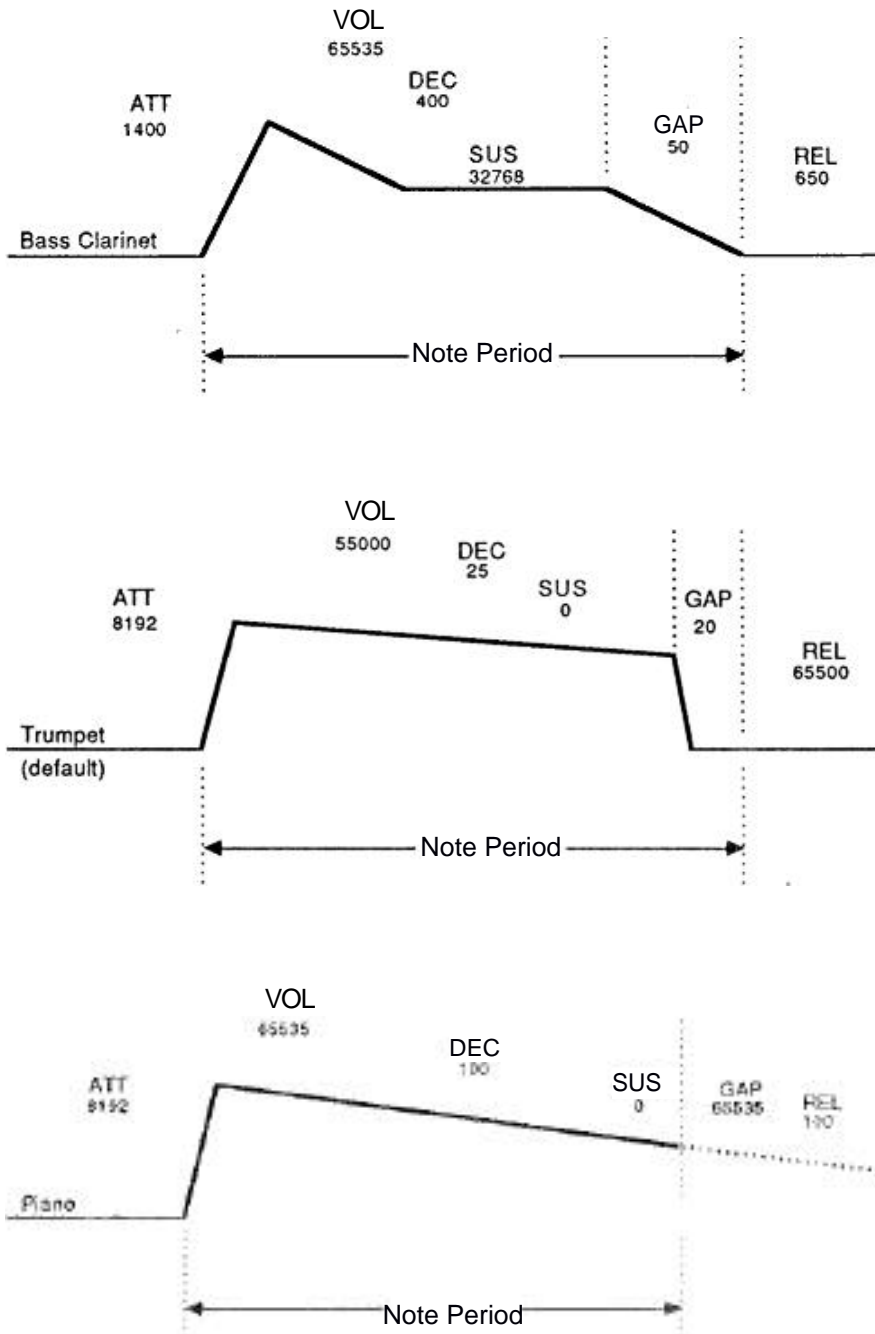 VOL
65535
DEC
400
ATT
1400
GAP
50
SUS
32768
REL
650
Bass Clarinet
Note Period
VOL
55000
DEC
25
SUS
0
ATT
8192
GAP
20
REL
65500
Trumpet
(default)
Note Period
VOL
65535
DEC
100
SUS
0
ATT
8192
GAP
65535
REL
100
Piano
Note Period